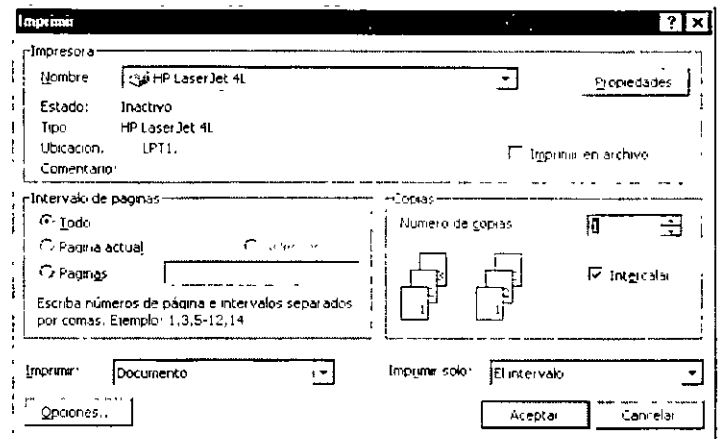 Imprimir
Impresora
Nombre HP LaserJet 4L Propiedades
Estado: Inactivo
Tipo HP LaserJet 4L
Ubicacion. LPT1.
Imprimir en archivo
Comentario:
Intervalo de paginas
Copias
Todo
Numero de copias 1
Pagina actual
Paginas
Intercalar
Escriba números de página e intervalos separados
por comas. Ejemplo: 1,3,5-12,14
1 1
Imprimir: Documento Imprimir solo: El intervalo
Opciones.. Aceptar Cancelar